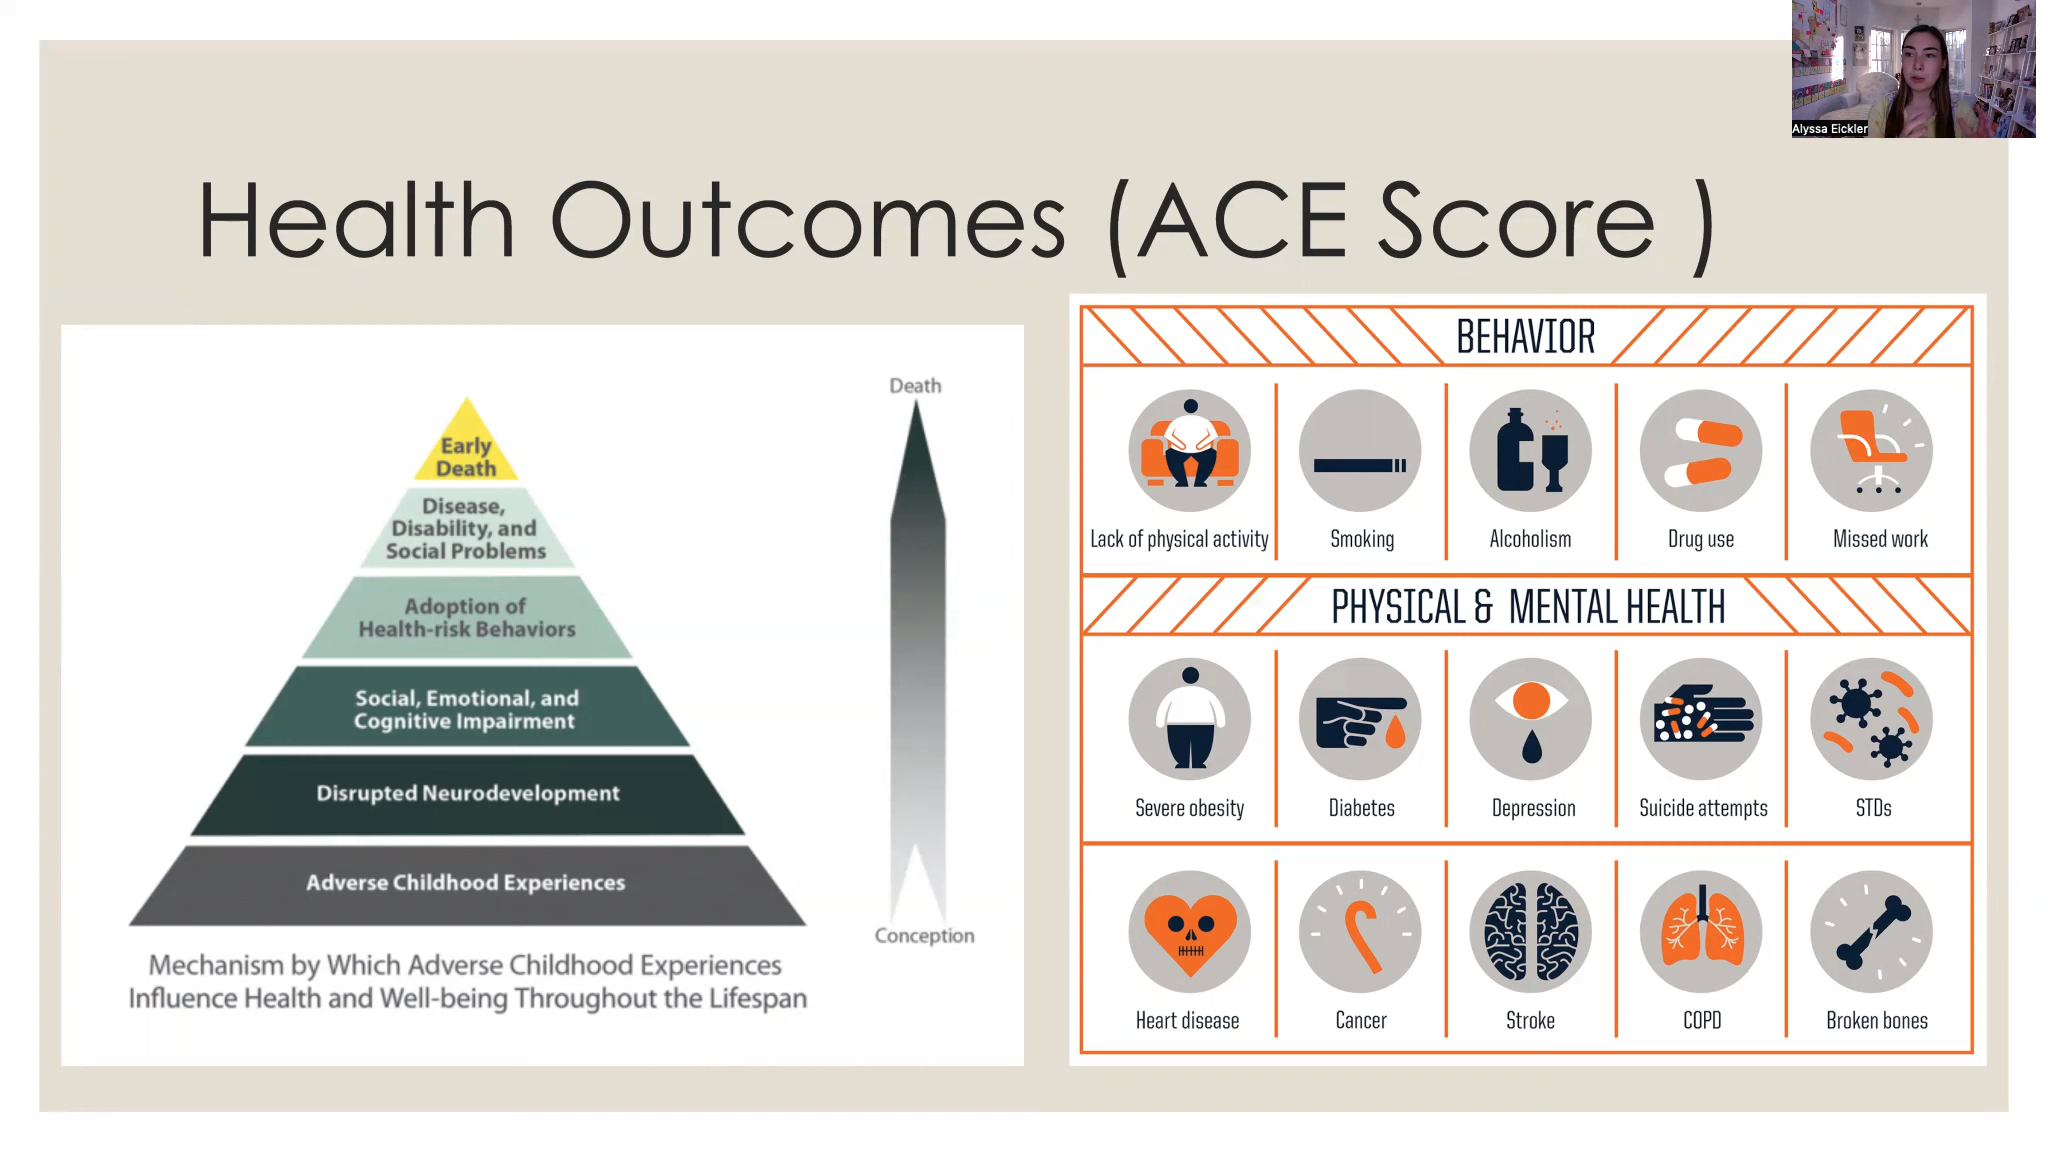 Alyssa Eickler
Health Outcomes (ACE Score )
Death
Early
Death
Disease,
Disability, and
Social Problems
Adoption of
Health-risk Behaviors
Social, Emotional, and
Cognitive Impairment
Disrupted Neurodevelopment
Adverse Childhood Experiences
Conception
Mechanism by Which Adverse Childhood Experiences
Influence Health and Well-being Throughout the Lifespan
BEHAVIOR
Lack of physical activity
Smoking
Alcoholism
Drug use
Missed work
PHYSICAL & MENTAL HEALTH
Severe obesity
Diabetes
Depression
Suicide attempts
STDs
Heart disease
Cancer
Stroke
COPD
Broken bones